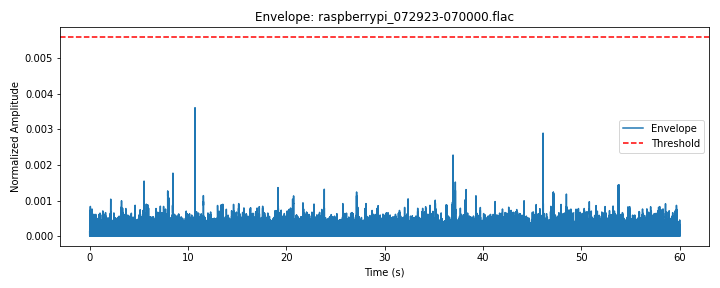 Envelope: raspberrypi_072923-070000.flac
Normalized Amplitude
0.005
0.004
0.003
0.002
0.001
0.000
Envelope
Threshold
0
10
20
30
40
50
60
Time (s)